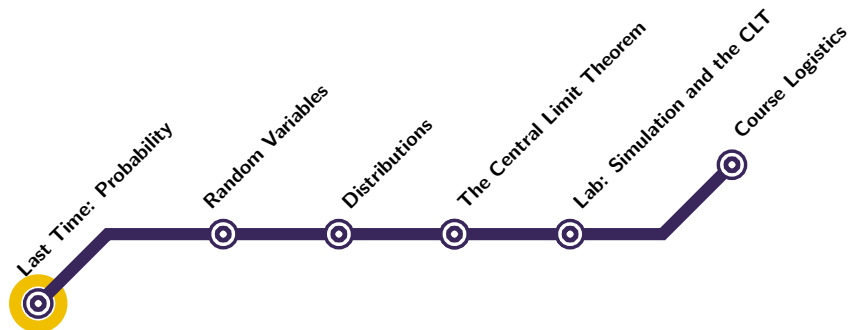 Last Time: Probability
Random Variables
Distributions
The Central Limit Theorem
Lab: Simulation and the CLT
Course Logistics